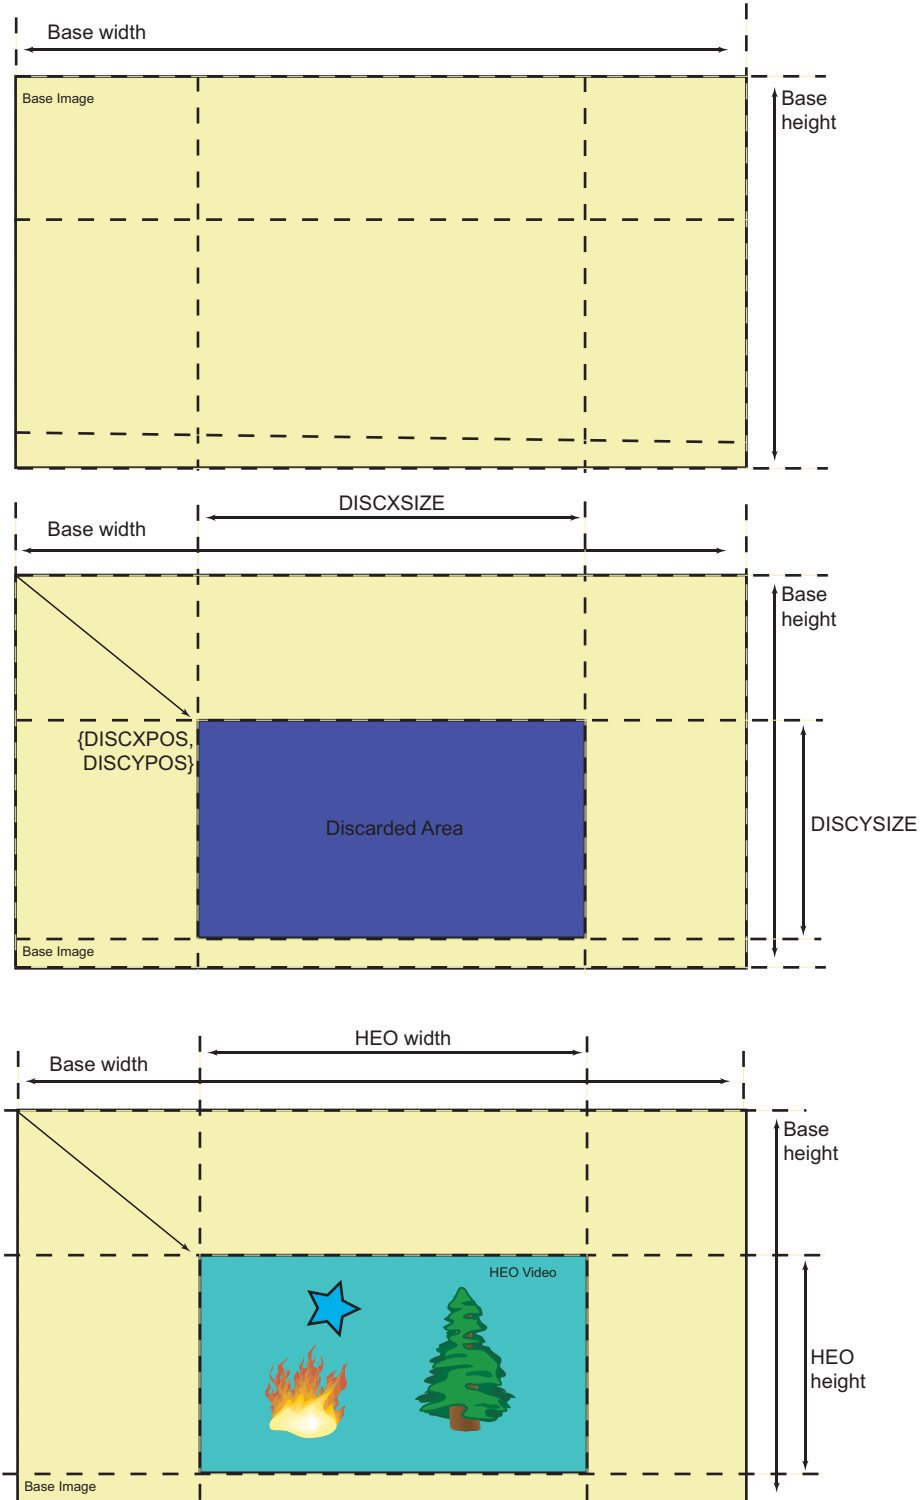 Base width
Base Image
Base
height
DISCXSIZE
Base width
Base
height
{DISCXPOS,
DISCYPOS}
Discarded Area
DISCYSIZE
Base Image
HEO width
Base width
Base
height
HEO Video
HEO
height
Base Image